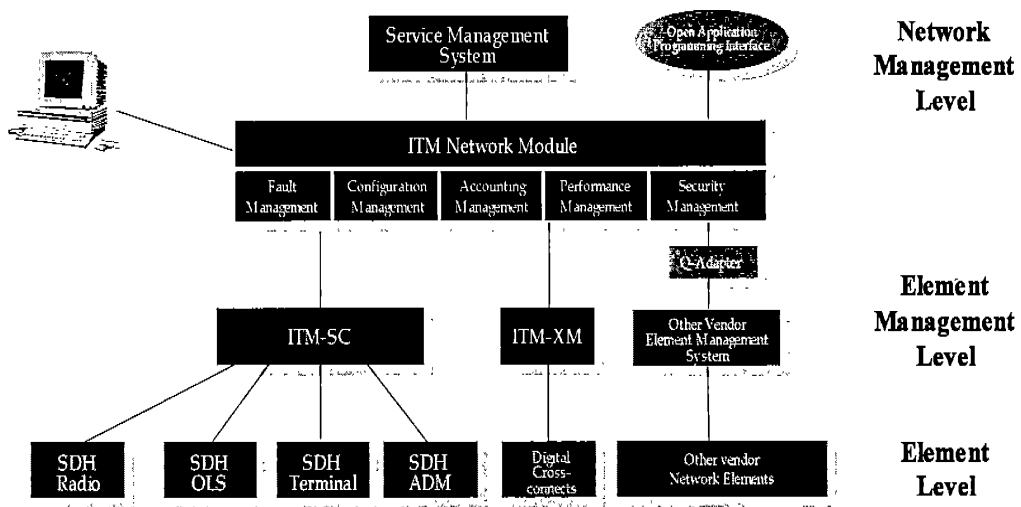 Service Management
System
Open Application
Programming Interface
Network
Management
Level
ITM Network Module
Fault
Management
Configuration
Management
Accounting
Management
Performance
Management
Security
Management
Q-Adapter
ITM-SC
ITM-XM
Other Vendor
Element Management
System
Element
Management
Level
SDH
Radio
SDH
OLS
SDH
Terminal
SDH
ADM
Digital
Cross-
connects
Other vendor
Network Elements
Element
Level